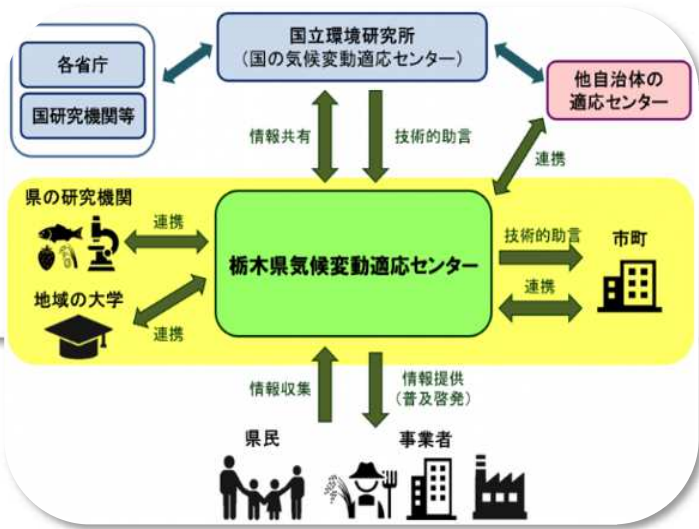 国立環境研究所
（国の気候変動適応センター）
各省庁
国研究機関等
他自治体の
適応センター
情報共有
技術的助言
連携
県の研究機関
連携
栃木県気候変動適応センター
技術的助言
市町
連携
地域の大学
連携
情報収集
情報提供
（普及啓発）
県民
事業者